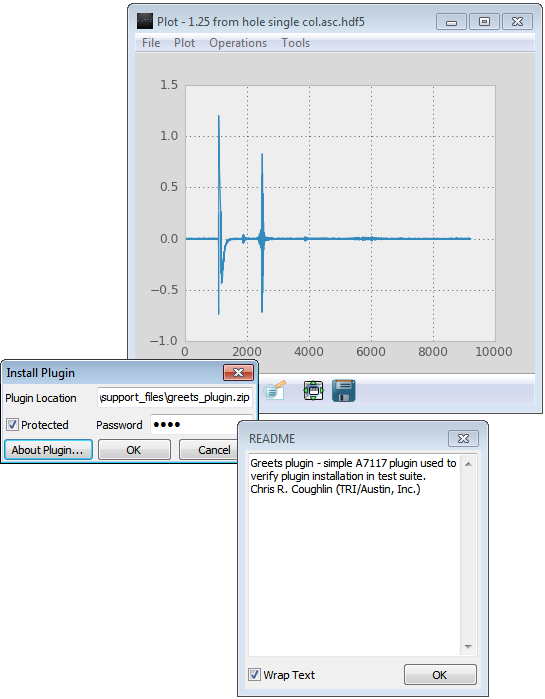 Plot - 1.25 from hole single col.asc.hdf5
File Plot Operations Tools
1.5
1.0
0.5
0.0
−0.5
−1.0
0 2000 4000 6000 8000 10000
Install Plugin
Plugin Location \support_files\greets_plugin.zip
Protected Password ••••
About Plugin... OK Cancel
README
Greets plugin - simple A7117 plugin used to
verify plugin installation in test suite.
Chris R. Coughlin (TRI/Austin, Inc.)
Wrap Text OK